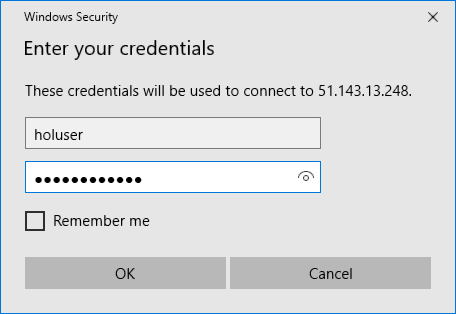 Windows Security
Enter your credentials
These credentials will be used to connect to 51.143.13.248.
holuser
●●●●●●●●●●●●
Remember me
OK
Cancel